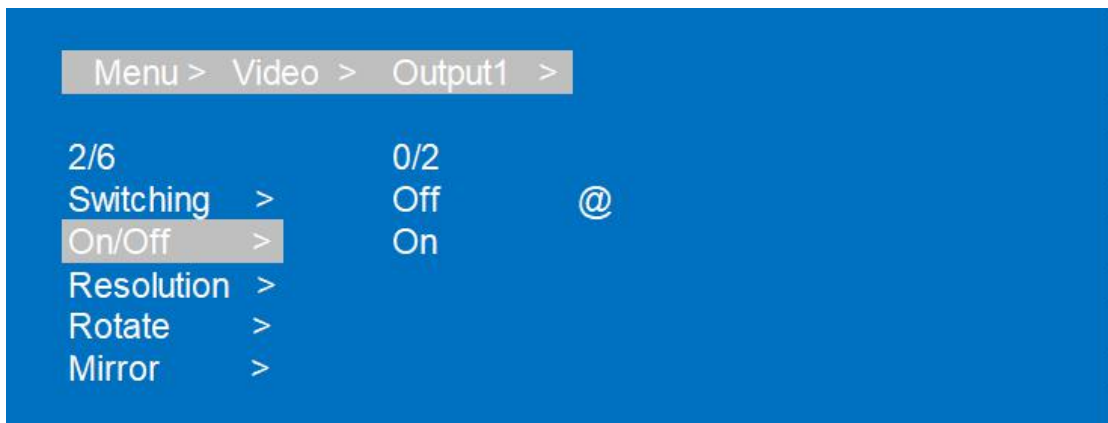 Menu > Video > Output1 >
2/6 0/2
Switching > Off @
On/Off > On
Resolution >
Rotate >
Mirror >